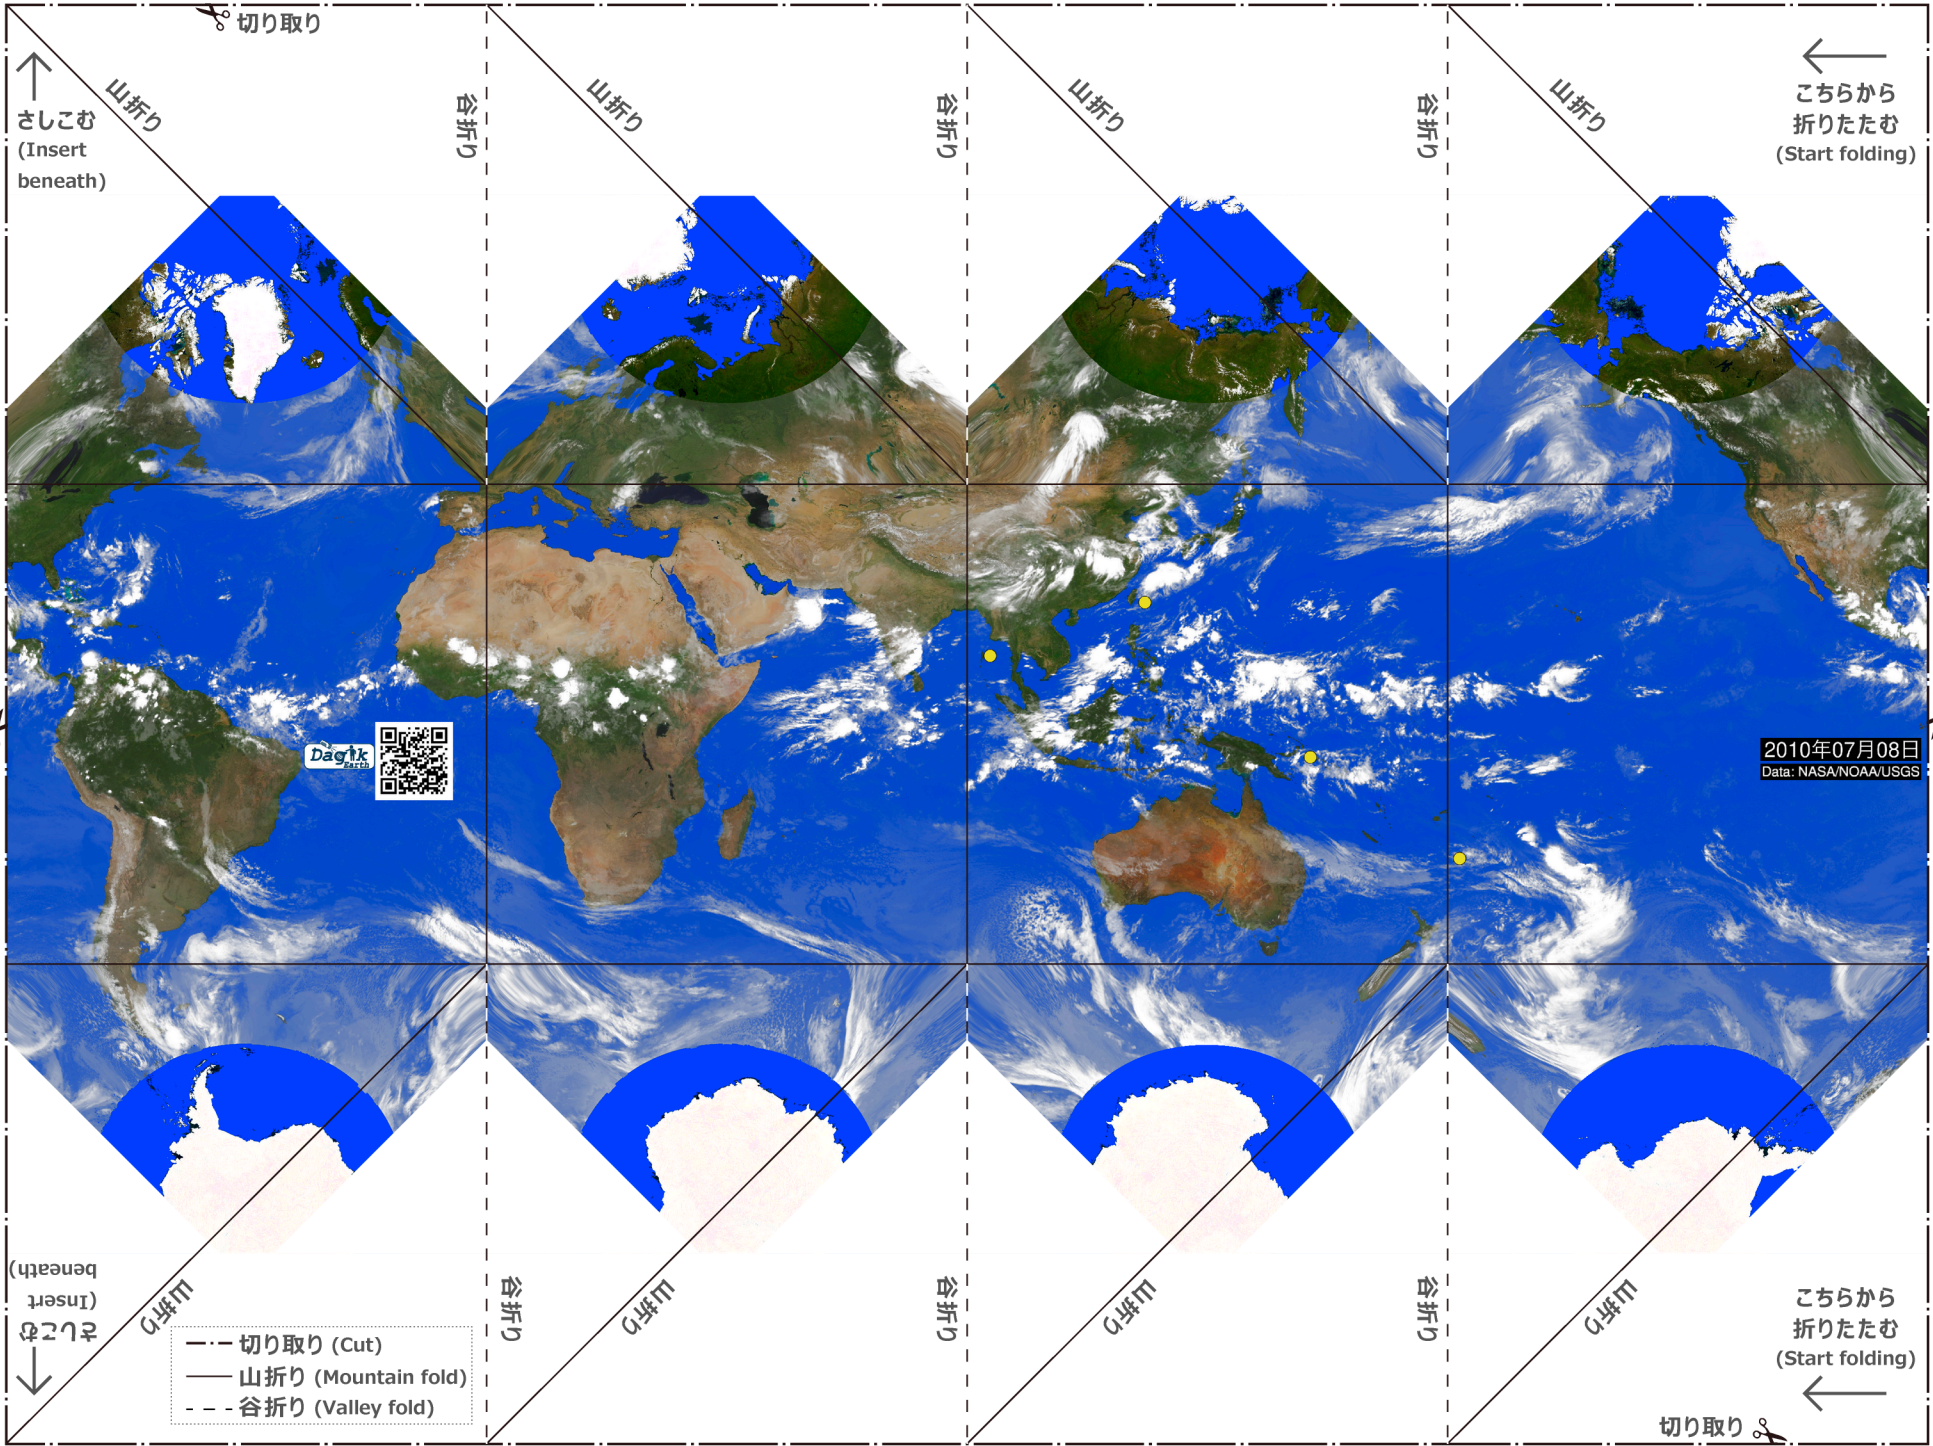 切り取り
山折り
谷折り
山折り
谷折り
山折り
谷折り
山折り
さしこむ
(Insert
beneath)
こちらから
折りたたむ
(Start folding)
Dagik
Earth
2010年07月08日
Data: NASA/NOAA/USGS
さしこむ
(Insert
beneath)
山折り
谷折り
山折り
谷折り
山折り
谷折り
山折り
切り取り (Cut)
山折り (Mountain fold)
谷折り (Valley fold)
こちらから
折りたたむ
(Start folding)
切り取り